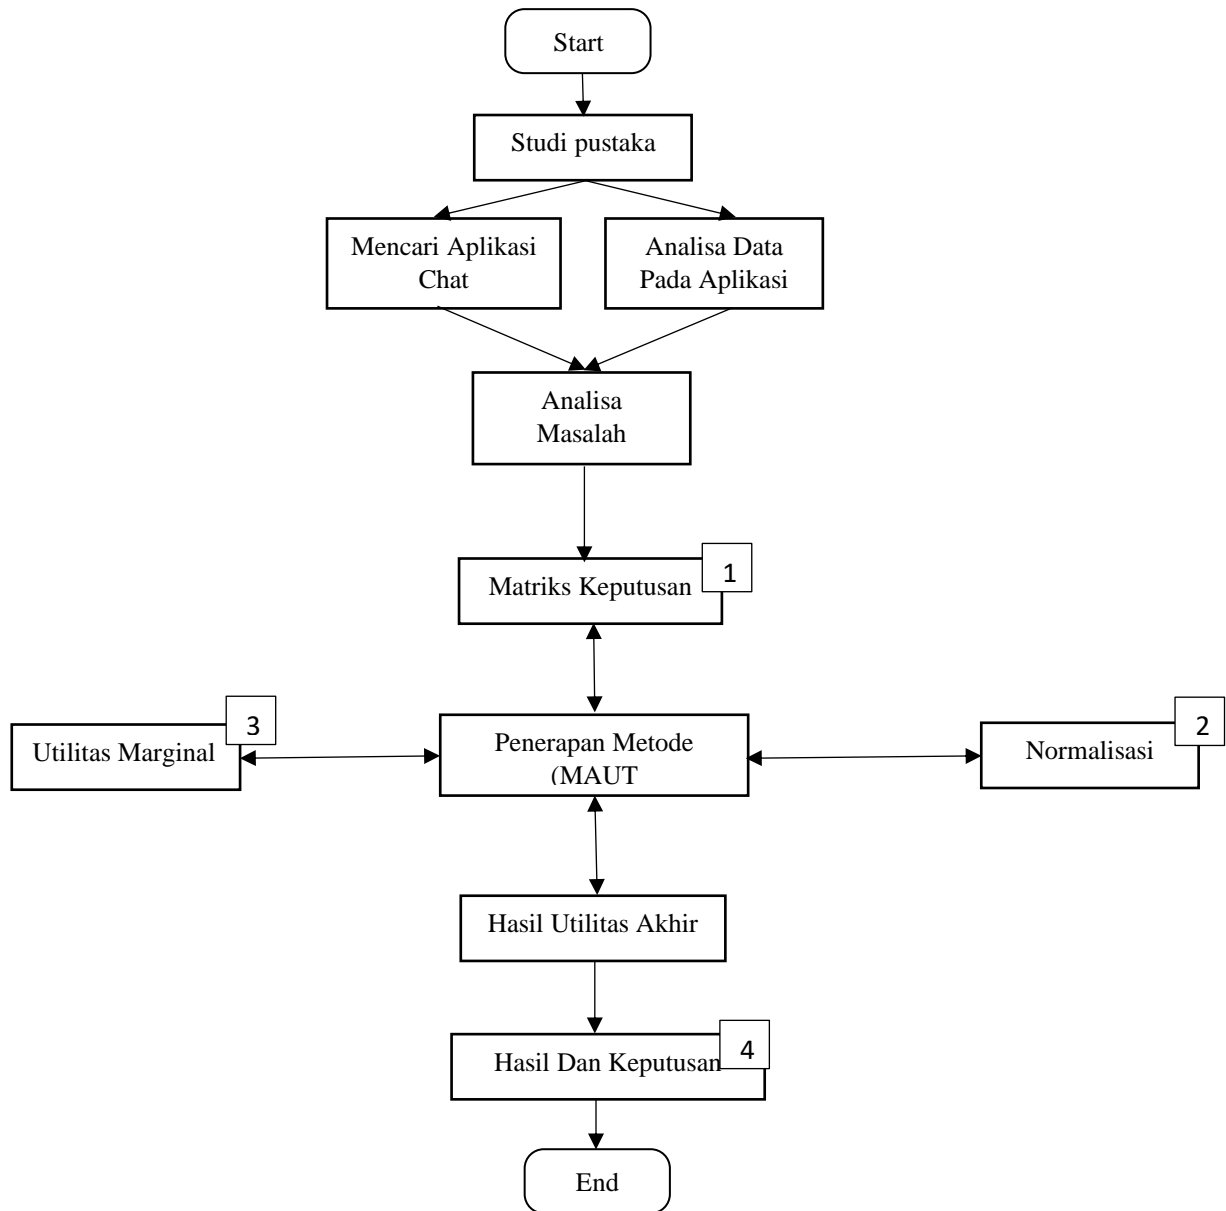 Start
Studi pustaka
Mencari Aplikasi
Chat
Analisa Data
Pada Aplikasi
Analisa
Masalah
Matriks Keputusan
1
Utilitas Marginal
3
Penerapan Metode
(MAUT
Normalisasi
2
Hasil Utilitas Akhir
Hasil Dan Keputusan
4
End